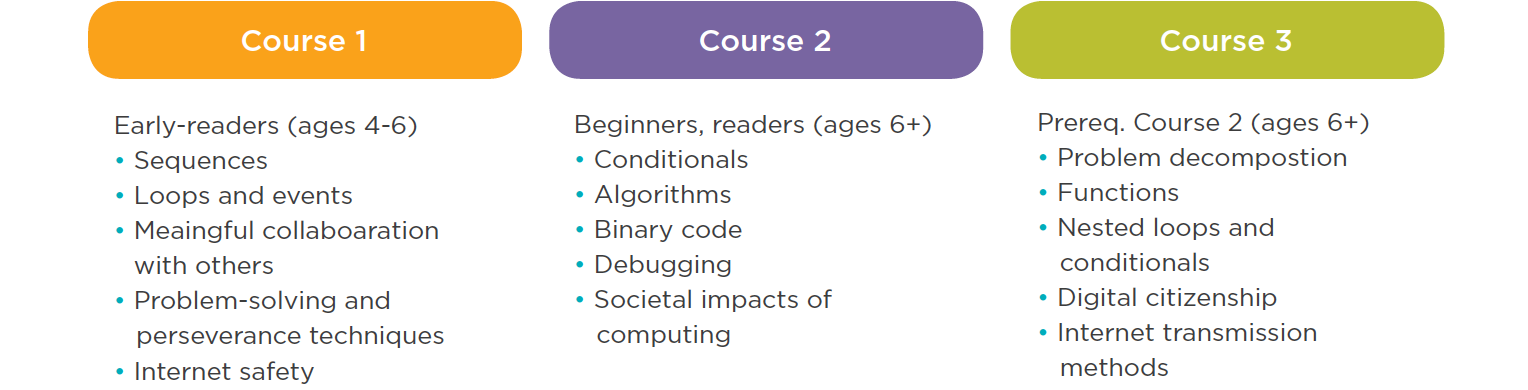 Course 1
Early-readers (ages 4-6)
• Sequences
• Loops and events
• Meaingful collaboaration
with others
• Problem-solving and
perseverance techniques
• Internet safety
Course 2
Beginners, readers (ages 6+)
• Conditionals
• Algorithms
• Binary code
• Debugging
• Societal impacts of
computing
Course 3
Prereq. Course 2 (ages 6+)
• Problem decompostion
• Functions
• Nested loops and
conditionals
• Digital citizenship
• Internet transmission
methods